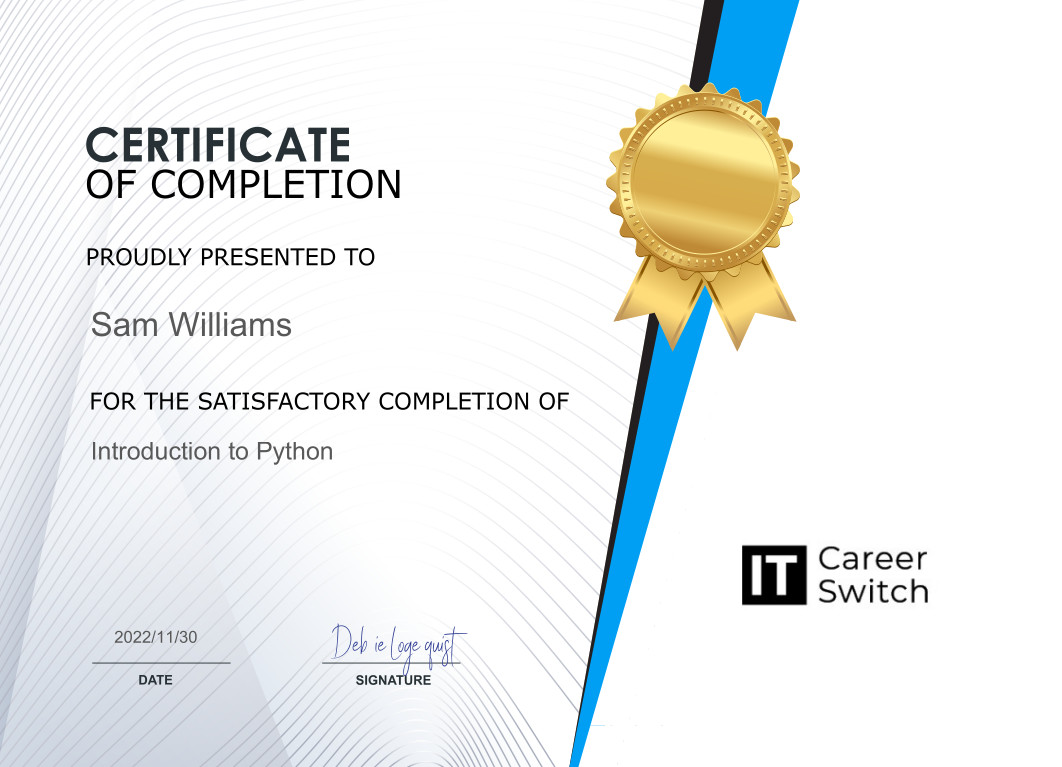 CERTIFICATE
OF COMPLETION
PROUDLY PRESENTED TO
Sam Williams
FOR THE SATISFACTORY COMPLETION OF
Introduction to Python
IT Career
Switch
2022/11/30
Deb ie Loge quist
DATE
SIGNATURE